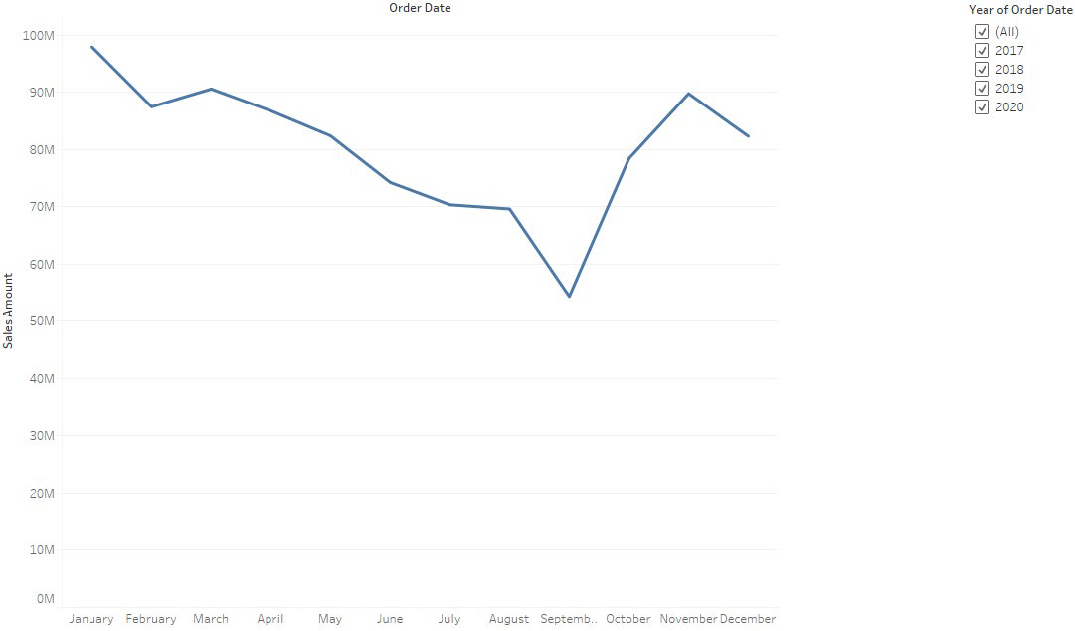 Order Date
Year of Order Date
(All)
2017
2018
2019
2020
Sales Amount
100M
90M
80M
70M
60M
50M
40M
30M
20M
10M
0M
January February March April May June July August Septemb.. October November December